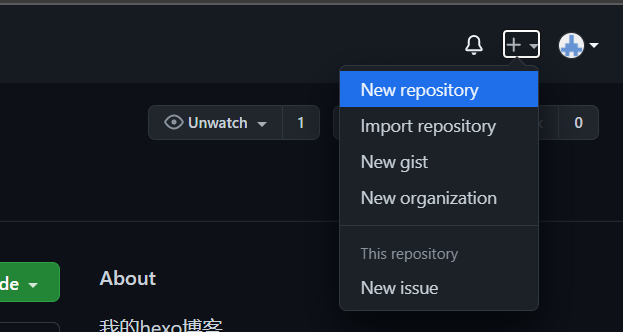 New repository
Unwatch 1
Import repository
0
New gist
New organization
This repository
About
New issue
我的hexo博客